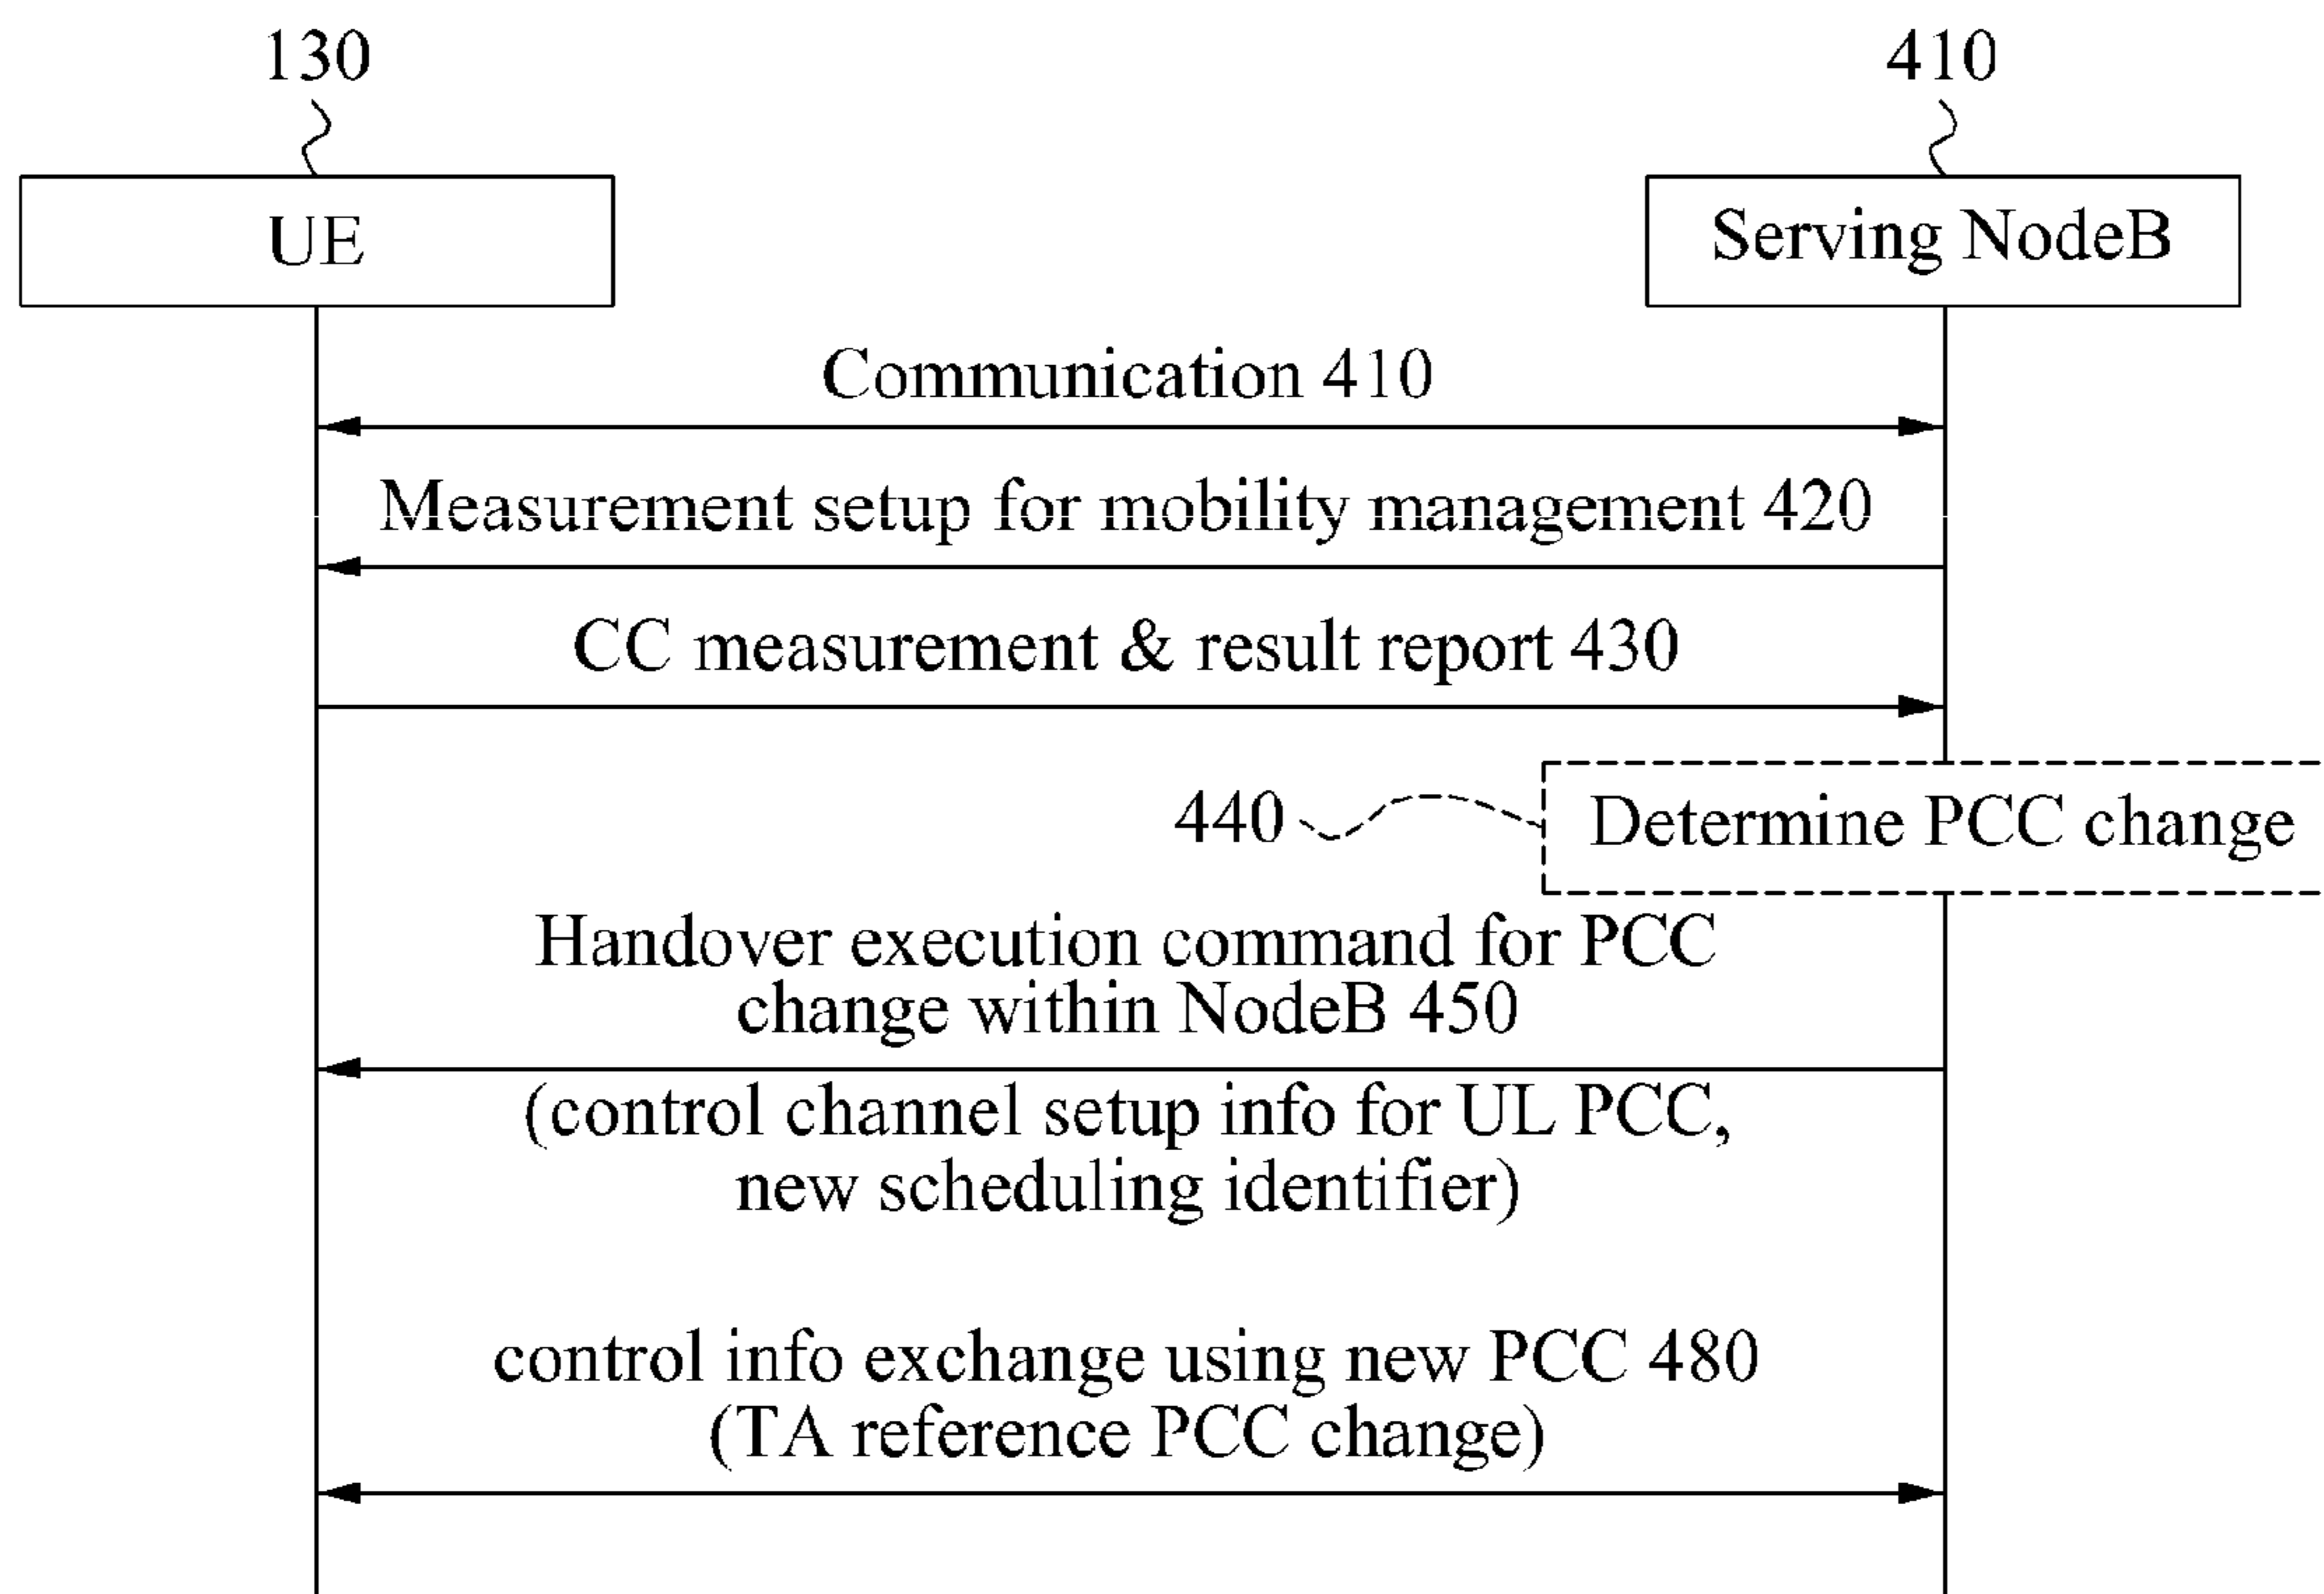 130
410
UE
Serving NodeB
Communication 410
Measurement setup for mobility management 420
CC measurement & result report 430
440
Determine PCC change
Handover execution command for PCC
change within NodeB 450
(control channel setup info for UL PCC,
new scheduling identifier)
control info exchange using new PCC 480
(TA reference PCC change)